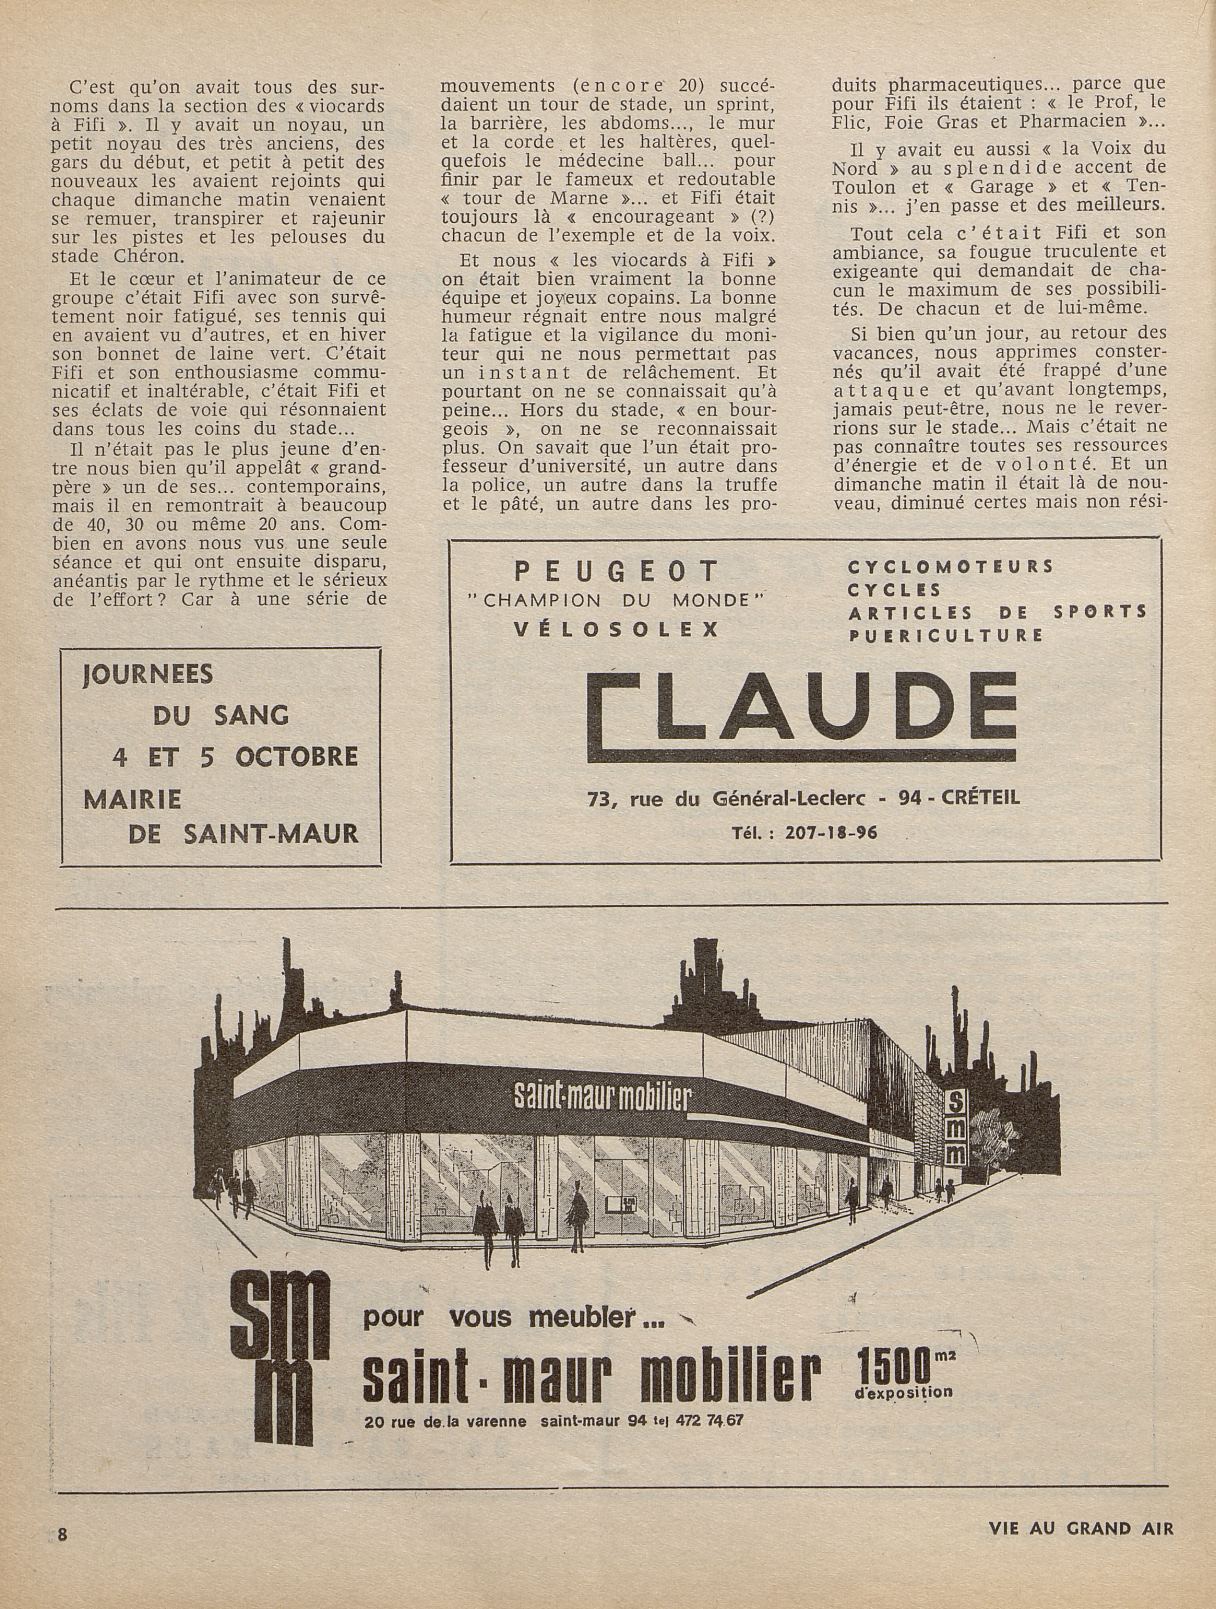 C'est qu'on avait tous des sur-
noms dans la section des « viocards
à Fifi ». Il y avait un noyau, un
petit noyau des très anciens, des
gars du début, et petit à petit des
nouveaux les avaient rejoints qui
chaque dimanche matin venaient
se remuer, transpirer et rajeunir
sur les pistes et les pelouses du
stade Chéron.
Et le cœur et l'animateur de ce
groupe c'était Fifi avec son survê-
tement noir fatigué, ses tennis qui
en avaient vu d'autres, et en hiver
son bonnet de laine vert. C'était
Fifi et son enthousiasme commu-
nicatif et inaltérable, c'était Fifi et
ses éclats de voie qui résonnaient
dans tous les coins du stade...
Il n'était pas le plus jeune d'en-
tre nous bien qu'il appelât « grand-
père » un de ses... contemporains,
mais il en remontrait à beaucoup
de 40, 30 ou même 20 ans. Com-
bien en avons nous vus une seule
séance et qui ont ensuite disparu,
anéantis par le rythme et le sérieux
de l'effort ? Car à une série de
mouvements (encore 20) succé-
daient un tour de stade, un sprint,
la barrière, les abdoms..., le mur
et la corde et les haltères, quel-
quefois le médecine ball... pour
finir par le fameux et redoutable
« tour de Marne »... et Fifi était
toujours là « encourageant » (?)
chacun de l'exemple et de la voix.
Et nous « les viocards à Fifi »
on était bien vraiment la bonne
équipe et joyeux copains. La bonne
humeur régnait entre nous malgré
la fatigue et la vigilance du moni-
teur qui ne nous permettait pas
un instant de relâchement. Et
pourtant on ne se connaissait qu'à
peine... Hors du stade, « en bour-
geois », on ne se reconnaissait
plus. On savait que l'un était pro-
fesseur d'université, un autre dans
la police, un autre dans la truffe
et le pâté, un autre dans les pro-
duits pharmaceutiques... parce que
pour Fifi ils étaient : « le Prof, le
Flic, Foie Gras et Pharmacien »...
Il y avait eu aussi « la Voix du
Nord » au splendide accent de
Toulon et « Garage » et « Ten-
nis »... j'en passe et des meilleurs.
Tout cela c'était Fifi et son
ambiance, sa fougue truculente et
exigeante qui demandait de cha-
cun le maximum de ses possibili-
tés. De chacun et de lui-même.
Si bien qu'un jour, au retour des
vacances, nous apprimes conster-
nés qu'il avait été frappé d'une
attaque et qu'avant longtemps,
jamais peut-être, nous ne le rever-
rions sur le stade... Mais c'était ne
pas connaître toutes ses ressources
d'énergie et de volonté. Et un
dimanche matin il était là de nou-
veau, diminué certes mais non rési-
JOURNEES
DU SANG
4 ET 5 OCTOBRE
MAIRIE
DE SAINT-MAUR
PEUGEOT
"CHAMPION DU MONDE"
VÉLOSOLEX
CYCLOMOTEURS
CYCLES
ARTICLES DE SPORTS
PUERICULTURE
CLAUDE
73, rue du Général-Leclerc - 94 - CRÉTEIL
Tél. : 207-18-96
saint-maur mobilier
s
m
m
smm
pour vous meubler...
saint-maur mobilier 1500 m2
d'exposition
20 rue de la varenne saint-maur 94 tel 472 74.67
8
VIE AU GRAND AIR